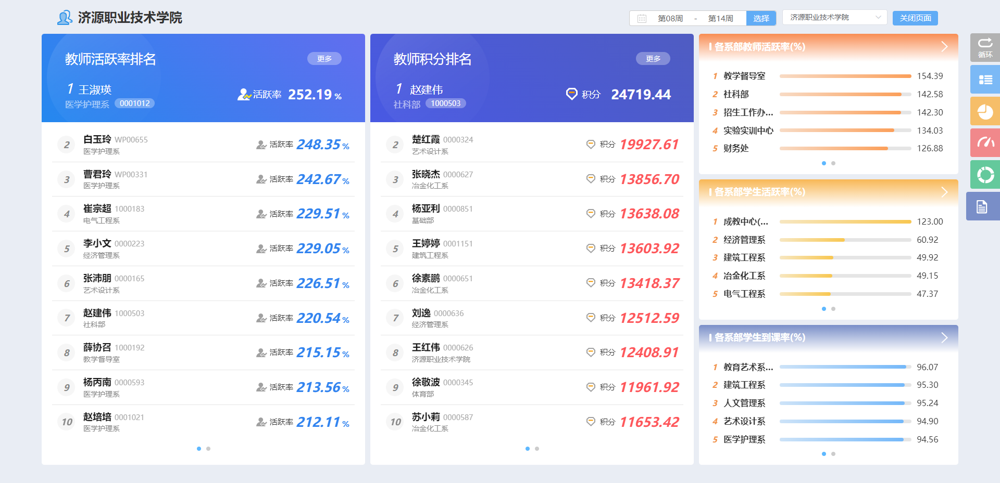 济源职业技术学院
第08周 - 第14周 选择
济源职业技术学院
关闭页面
教师活跃率排名 更多
1 王淑瑛
医学护理系 0001012
活跃率 252.19 %
2 白玉玲 WP00655
医学护理系
活跃率 248.35 %
3 曹君玲 WP00331
医学护理系
活跃率 242.67 %
4 崔宗超 1000183
电气工程系
活跃率 229.51 %
5 李小文 0000223
经济管理系
活跃率 229.05 %
6 张沛朋 0000165
艺术设计系
活跃率 226.51 %
7 赵建伟 1000503
社科部
活跃率 220.54 %
8 薛协召 1000192
教学督导室
活跃率 215.15 %
9 杨丙南 0000593
医学护理系
活跃率 213.56 %
10 赵培培 0001021
医学护理系
活跃率 212.11 %
教师积分排名 更多
1 赵建伟
社科部 1000503
积分 24719.44
2 楚红霞 0000324
艺术设计系
积分 19927.61
3 张晓杰 0000627
冶金化工系
积分 13856.70
4 杨亚利 0000851
基础部
积分 13638.08
5 王婷婷 0001151
建筑工程系
积分 13603.92
6 徐素鹏 0000651
冶金化工系
积分 13418.37
7 刘逸 0000636
经济管理系
积分 12512.59
8 王红伟 0000626
济源职业技术学院
积分 12408.91
9 徐敬波 0000345
体育部
积分 11961.92
10 苏小莉 0000587
冶金化工系
积分 11653.42
各系部教师活跃率(%)
1 教学督导室 154.39
2 社科部 142.58
3 招生工作办... 142.30
4 实验实训中心 134.03
5 财务处 126.88
各系部学生活跃率(%)
1 成教中心(... 123.00
2 经济管理系 60.92
3 建筑工程系 49.92
4 冶金化工系 49.15
5 电气工程系 47.37
各系部学生到课率(%)
1 教育艺术系... 96.07
2 建筑工程系 95.30
3 人文管理系 95.24
4 艺术设计系 94.90
5 医学护理系 94.56
循环